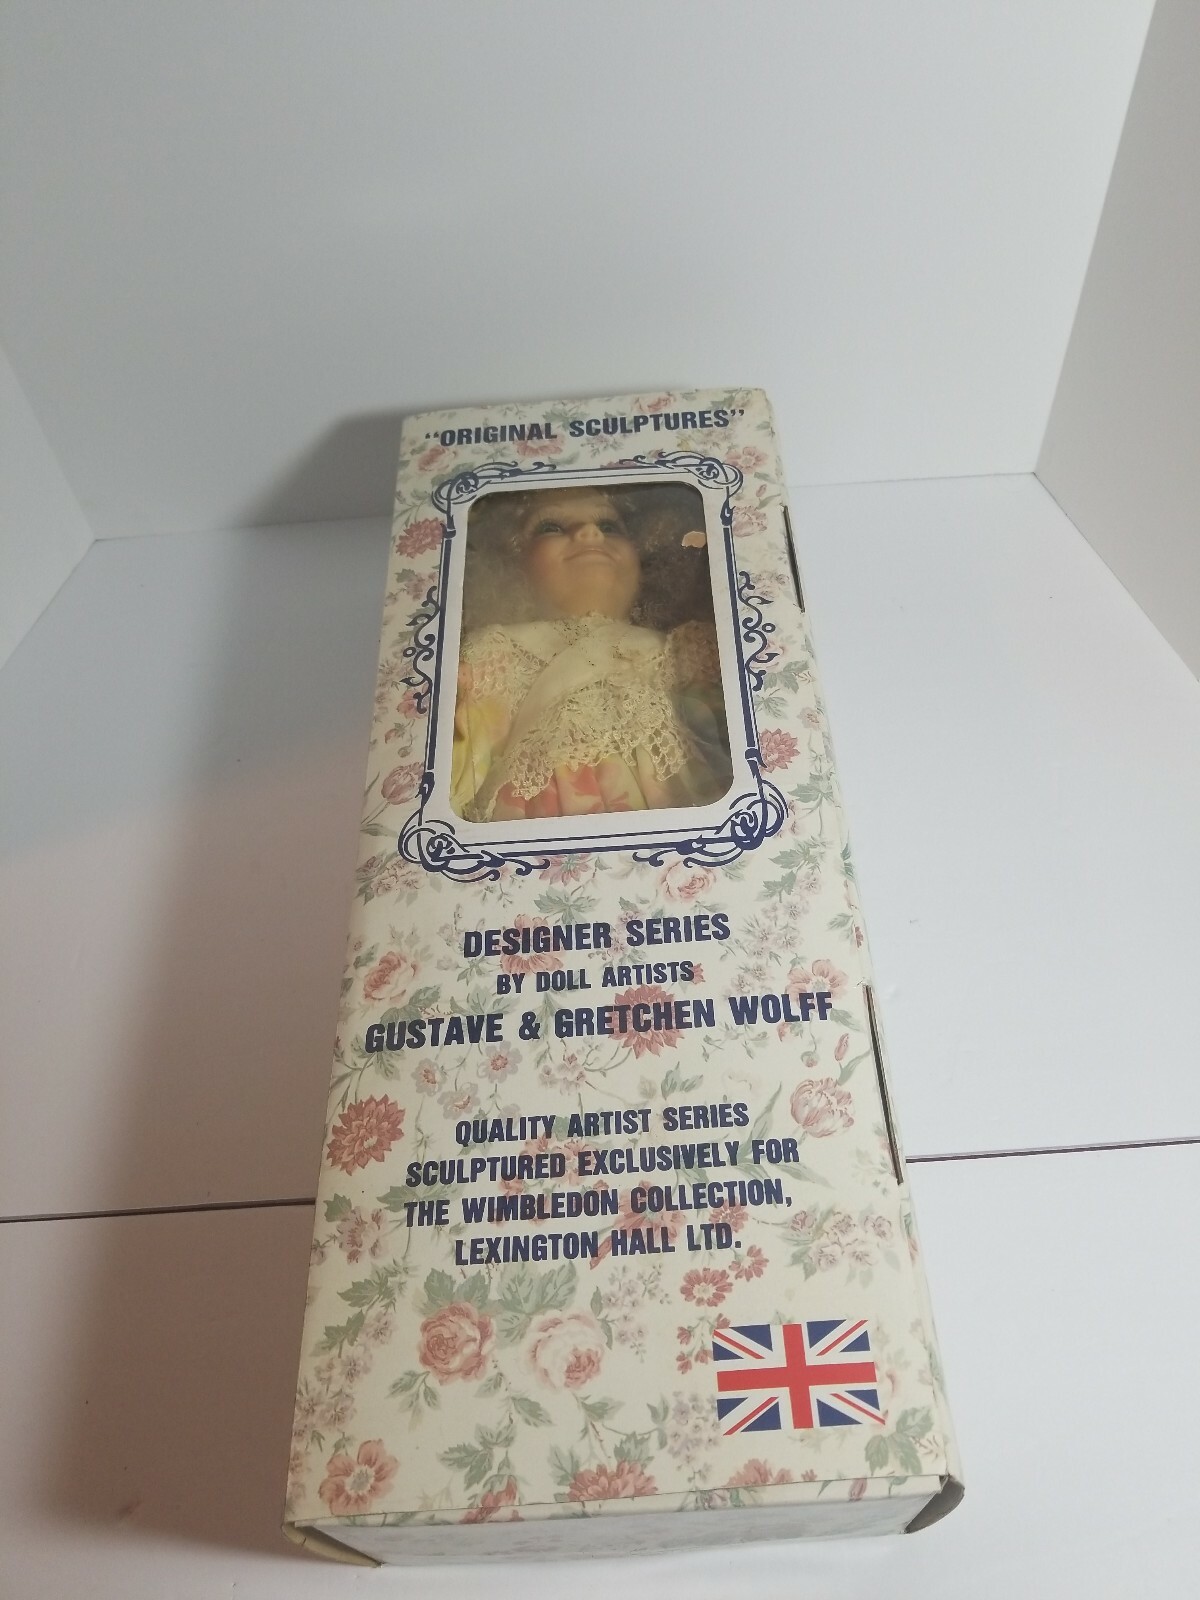 "ORIGINAL SCULPTURES"
DESIGNER SERIES
BY DOLL ARTISTS
GUSTAVE & GRETCHEN WOLFF
QUALITY ARTIST SERIES
SCULPTURED EXCLUSIVELY FOR
THE WIMBLEDON COLLECTION,
LEXINGTON HALL LTD.